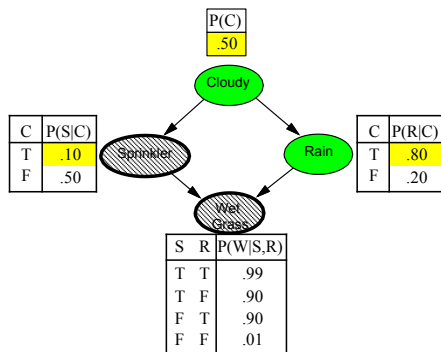 P(C)
.50
Cloudy
C P(S|C)
T .10
F .50
Sprinkler
Rain
C P(R|C)
T .80
F .20
Wet
Grass
S R P(W|S,R)
T T .99
T F .90
F T .90
F F .01